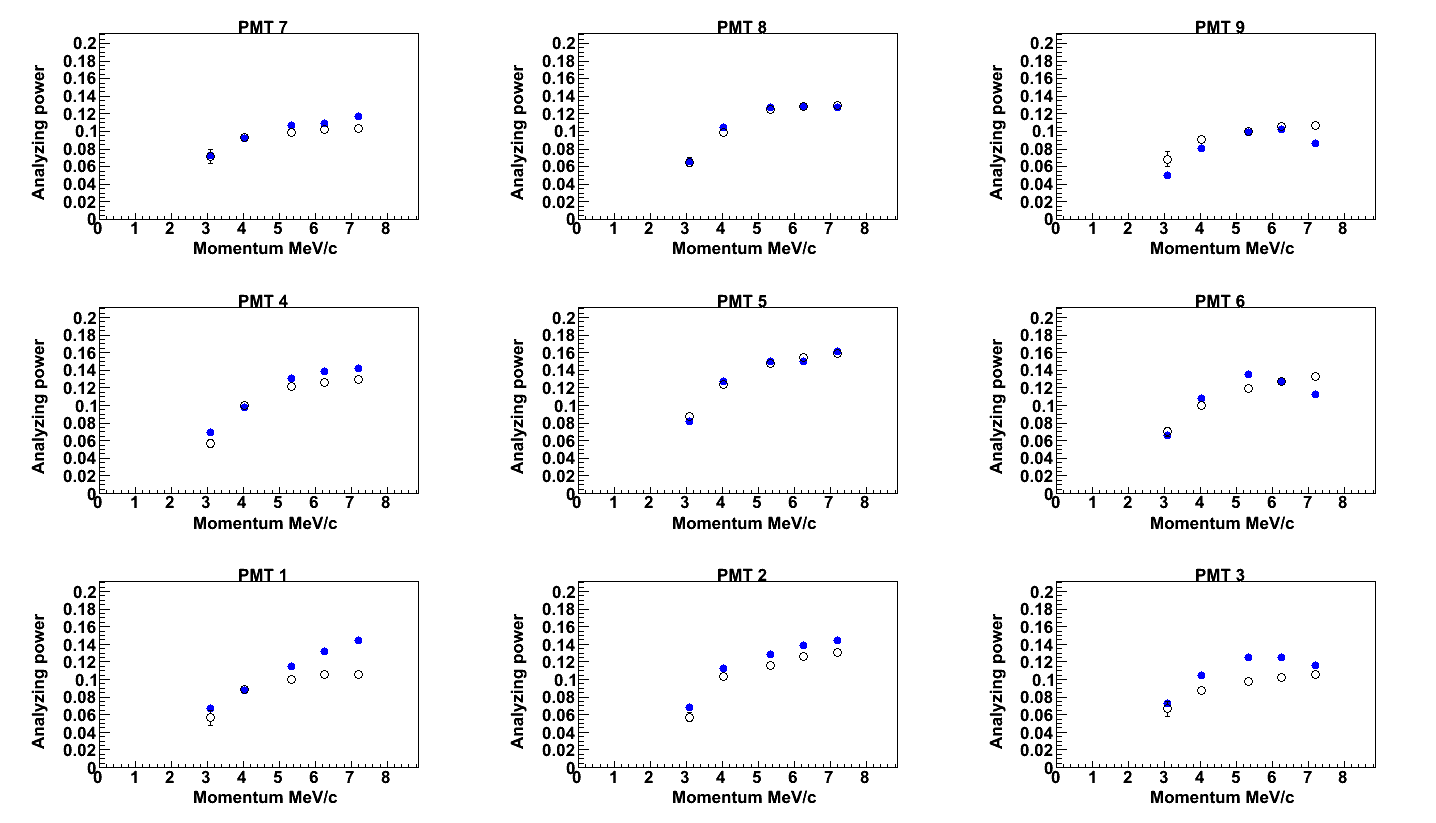 PMT 7
0.2
0.18
0.16
0.14
0.12
0.1
0.08
0.06
0.04
0.02
0
0 1 2 3 4 5 6 7 8
Analyzing power
Momentum MeV/c
PMT 8
0.2
0.18
0.16
0.14
0.12
0.1
0.08
0.06
0.04
0.02
0
0 1 2 3 4 5 6 7 8
Analyzing power
Momentum MeV/c
PMT 9
0.2
0.18
0.16
0.14
0.12
0.1
0.08
0.06
0.04
0.02
0
0 1 2 3 4 5 6 7 8
Analyzing power
Momentum MeV/c
PMT 4
0.2
0.18
0.16
0.14
0.12
0.1
0.08
0.06
0.04
0.02
0
0 1 2 3 4 5 6 7 8
Analyzing power
Momentum MeV/c
PMT 5
0.2
0.18
0.16
0.14
0.12
0.1
0.08
0.06
0.04
0.02
0
0 1 2 3 4 5 6 7 8
Analyzing power
Momentum MeV/c
PMT 6
0.2
0.18
0.16
0.14
0.12
0.1
0.08
0.06
0.04
0.02
0
0 1 2 3 4 5 6 7 8
Analyzing power
Momentum MeV/c
PMT 1
0.2
0.18
0.16
0.14
0.12
0.1
0.08
0.06
0.04
0.02
0
0 1 2 3 4 5 6 7 8
Analyzing power
Momentum MeV/c
PMT 2
0.2
0.18
0.16
0.14
0.12
0.1
0.08
0.06
0.04
0.02
0
0 1 2 3 4 5 6 7 8
Analyzing power
Momentum MeV/c
PMT 3
0.2
0.18
0.16
0.14
0.12
0.1
0.08
0.06
0.04
0.02
0
0 1 2 3 4 5 6 7 8
Analyzing power
Momentum MeV/c